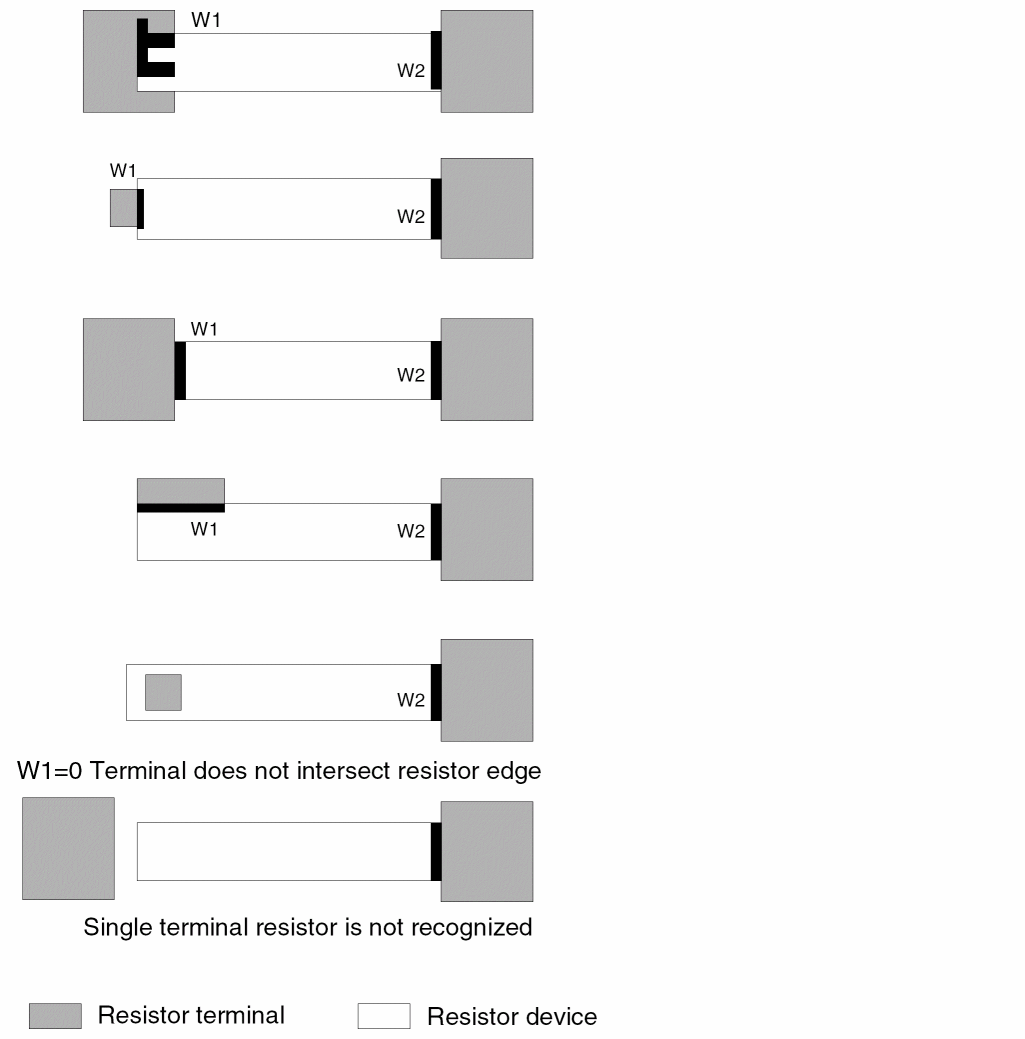 W1
W2
W1
W2
W1
W2
W1
W2
W2
W1=0 Terminal does not intersect resistor edge
Single terminal resistor is not recognized
Resistor terminal
Resistor device